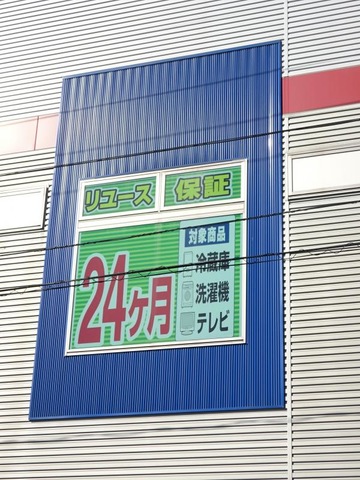 リユース 保証
24ヶ月
対象商品
冷蔵庫
洗濯機
テレビ